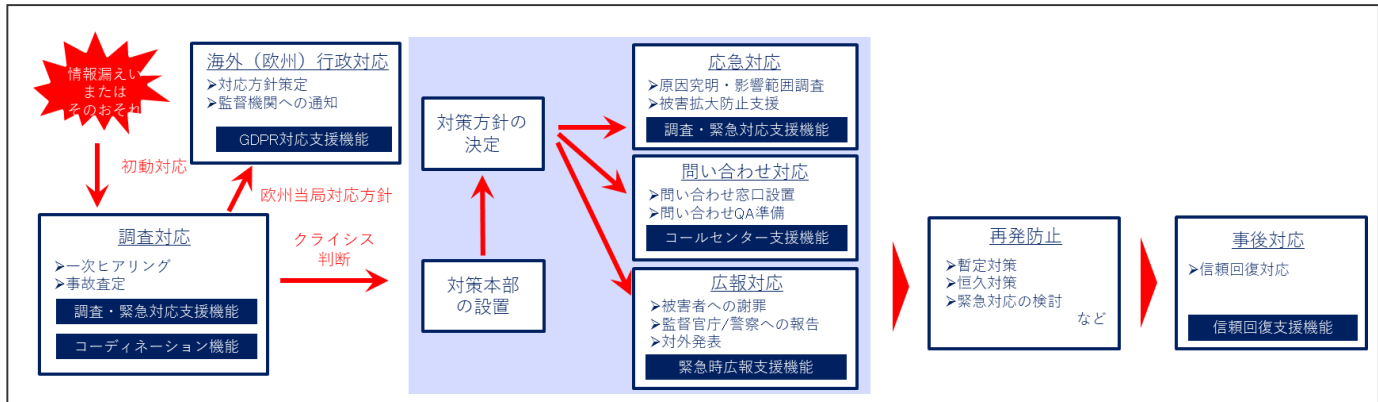 情報漏えい
または
そのおそれ
初動対応
海外（欧州）行政対応
➢対応方針策定
➢監督機関への通知
GDPR対応支援機能
欧州当局対応方針
調査対応
➢一次ヒアリング
➢事故査定
調査・緊急対応支援機能
コーディネーション機能
クライシス
判断
対策方針の
決定
対策本部
の設置
応急対応
➢原因究明・影響範囲調査
➢被害拡大防止支援
調査・緊急対応支援機能
問い合わせ対応
➢問い合わせ窓口設置
➢問い合わせQA準備
コールセンター支援機能
広報対応
➢被害者への謝罪
➢監督官庁/警察への報告
➢対外発表
緊急時広報支援機能
再発防止
➢暫定対策
➢恒久対策
➢緊急対応の検討
など
事後対応
➢信頼回復対応
信頼回復支援機能